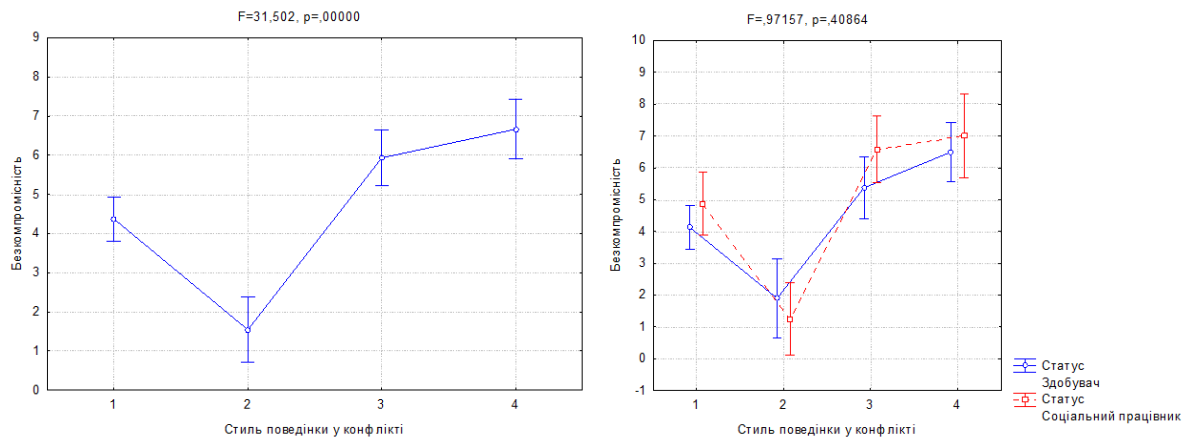 F=31,502, p=,00000
9
8
7
6
5
4
3
2
1
0
Безкомпромісність
1 2 3 4
Стиль поведінки у конфлікті
F=,97157, p=,40864
10
9
8
7
6
5
4
3
2
1
0
-1
Безкомпромісність
1 2 3 4
Стиль поведінки у конфлікті
Статус
Здобувач
Статус
Соціальний працівник